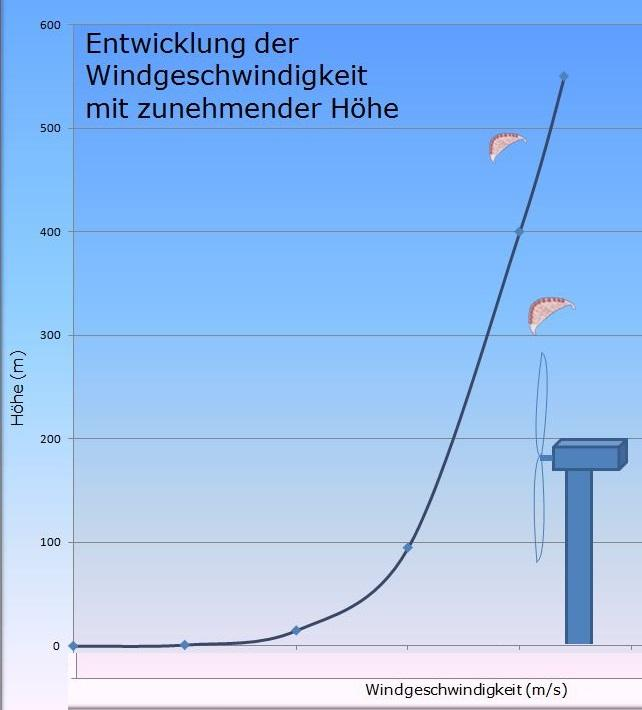 Entwicklung der
Windgeschwindigkeit
mit zunehmender Höhe
600
500
400
300
200
100
0
Höhe (m)
Windgeschwindigkeit (m/s)